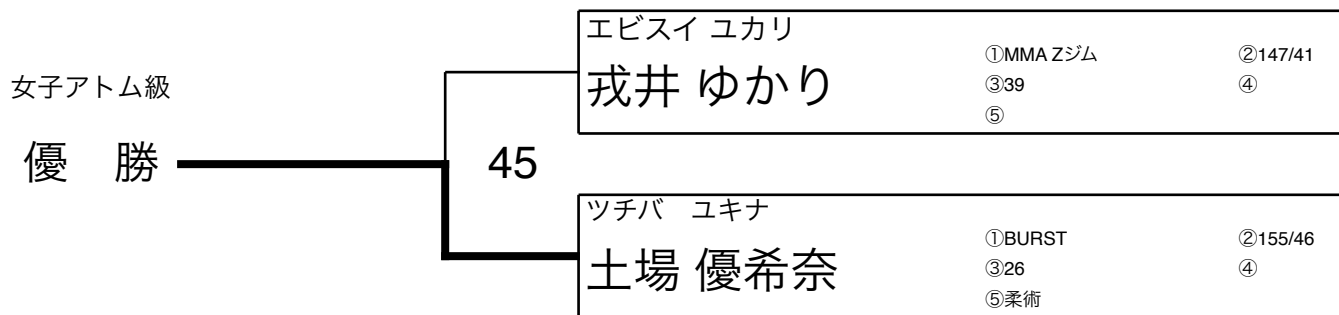 女子アトム級
優　勝
45
エビスイ ユカリ
戎井 ゆかり
①MMA Zジム
②147/41
③39
④
⑤
ツチバ　ユキナ
土場 優希奈
①BURST
②155/46
③26
④
⑤柔術